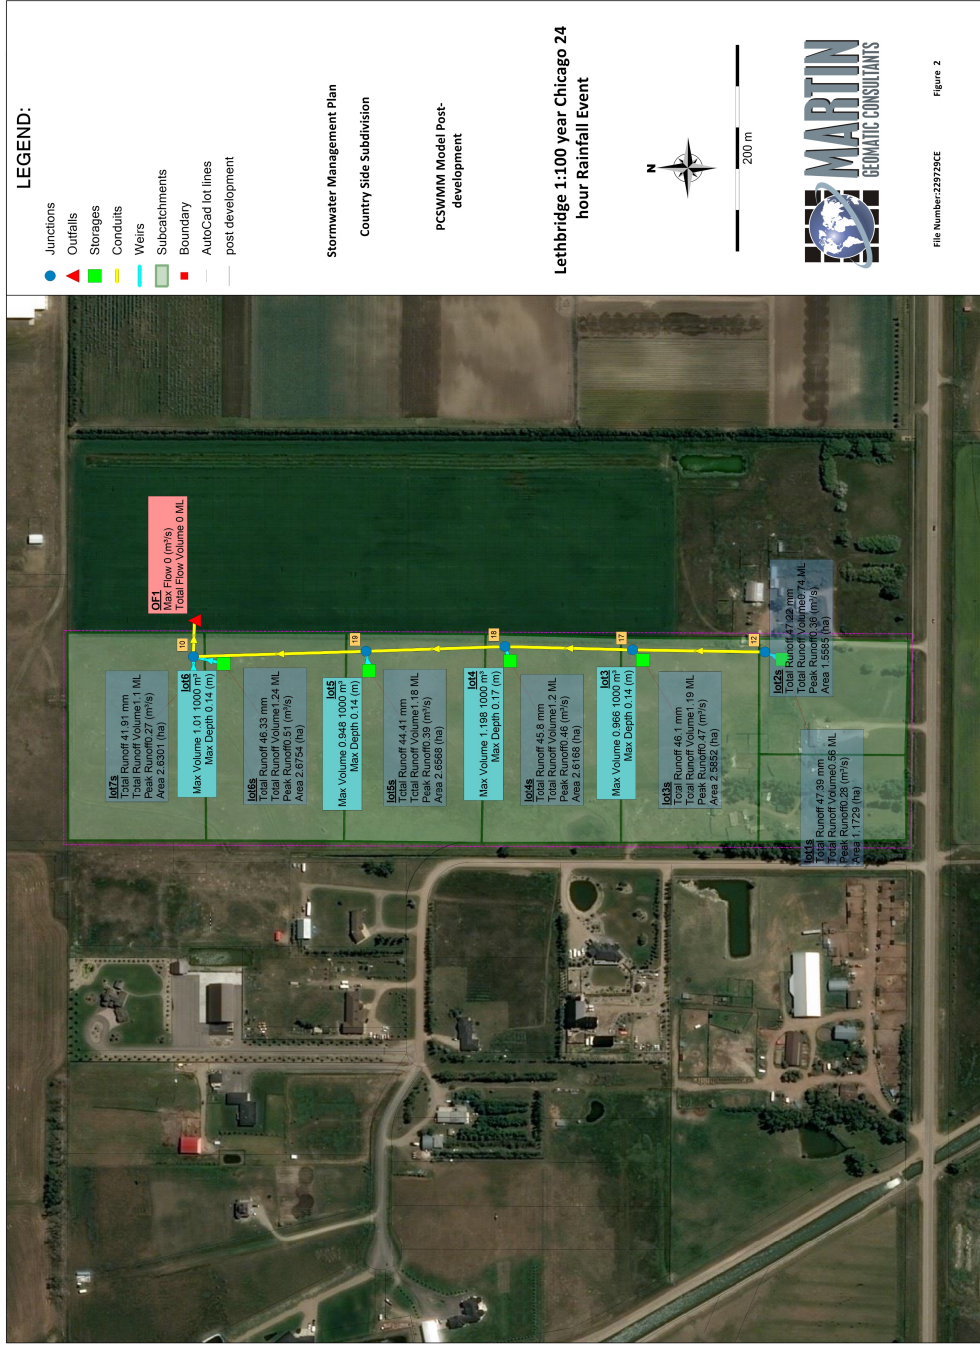 LEGEND:
Junctions
Outfalls
Storages
Conduits
Weirs
Subcatchments
Boundary
AutoCad lot lines
post development
Stormwater Management Plan
Country Side Subdivision
PCSWMM Model Post-
development
Lethbridge 1:100 year Chicago 24
hour Rainfall Event
N
200 m
MARTIN
GEOMATIC CONSULTANTS
File Number:229729CE
Figure 2
OF1
Max Flow 0 (m³/s)
Total Flow Volume 0 ML
10
19
18
17
12
lot7s
Total Runoff 41.91 mm
Total Runoff Volume1.1 ML
Peak Runoff0.27 (m³/s)
Area 2.6301 (ha)
lot6
Max Volume 1.01 1000 m³
Max Depth 0.14 (m)
lot6s
Total Runoff 46.33 mm
Total Runoff Volume1.24 ML
Peak Runoff0.51 (m³/s)
Area 2.6754 (ha)
lot5
Max Volume 0.948 1000 m³
Max Depth 0.14 (m)
lot5s
Total Runoff 44.41 mm
Total Runoff Volume1.18 ML
Peak Runoff0.39 (m³/s)
Area 2.6568 (ha)
lot4
Max Volume 1.198 1000 m³
Max Depth 0.17 (m)
lot4s
Total Runoff 45.8 mm
Total Runoff Volume1.2 ML
Peak Runoff0.46 (m³/s)
Area 2.6168 (ha)
lot3
Max Volume 0.966 1000 m³
Max Depth 0.14 (m)
lot3s
Total Runoff 46.1 mm
Total Runoff Volume1.19 ML
Peak Runoff0.47 (m³/s)
Area 2.5852 (ha)
lot2s
Total Runoff 47.22 mm
Total Runoff Volume0.74 ML
Peak Runoff0.36 (m³/s)
Area 1.5585 (ha)
lot1s
Total Runoff 47.39 mm
Total Runoff Volume0.56 ML
Peak Runoff0.28 (m³/s)
Area 1.1729 (ha)